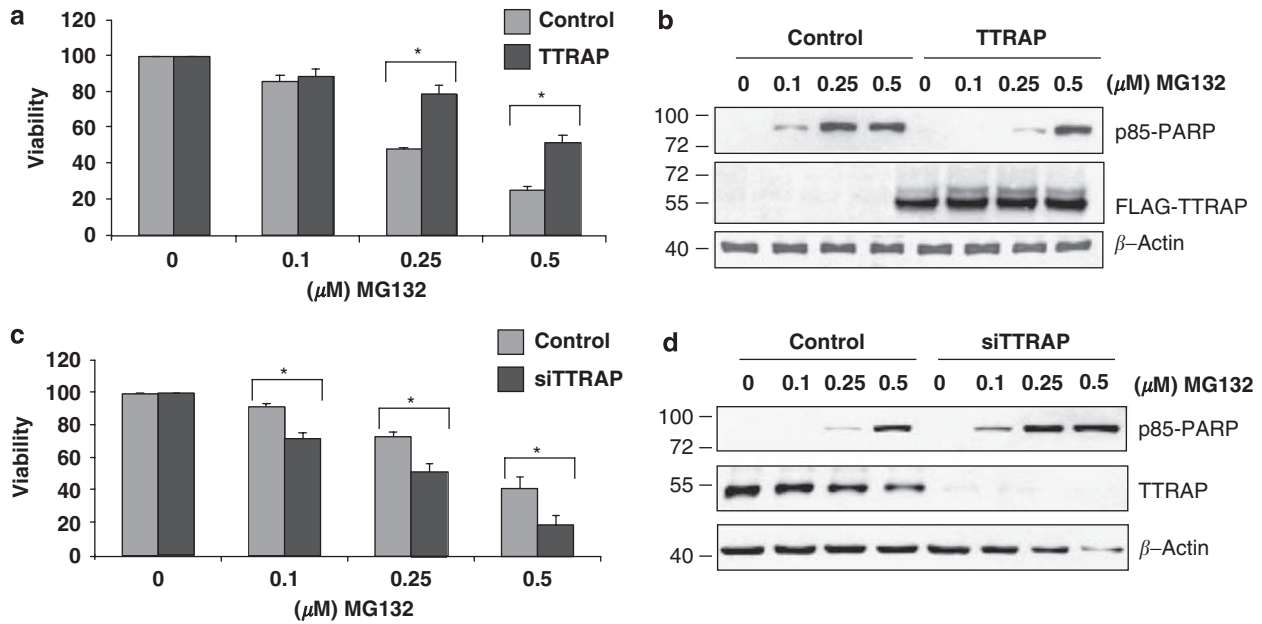 a
120
100
80
60
40
20
0
Viability
Control
TTRAP
*
*
0 0.1 0.25 0.5
(μM) MG132
b
Control TTRAP
0 0.1 0.25 0.5 0 0.1 0.25 0.5 (μM) MG132
100
72
p85-PARP
72
55
FLAG-TTRAP
40
β–Actin
c
120
100
80
60
40
20
0
Viability
Control
siTTRAP
*
*
*
0 0.1 0.25 0.5
(μM) MG132
d
Control siTTRAP
0 0.1 0.25 0.5 0 0.1 0.25 0.5 (μM) MG132
100
72
p85-PARP
55
TTRAP
40
β–Actin